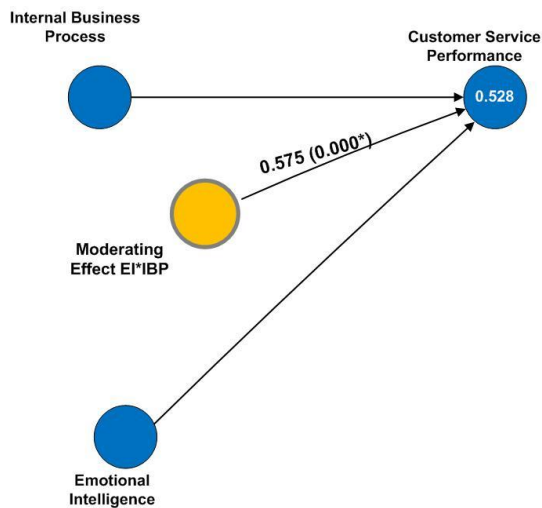 Internal Business
Process
Customer Service
Performance
0.528
0.575 (0.000*)
Moderating
Effect EI*IBP
Emotional
Intelligence